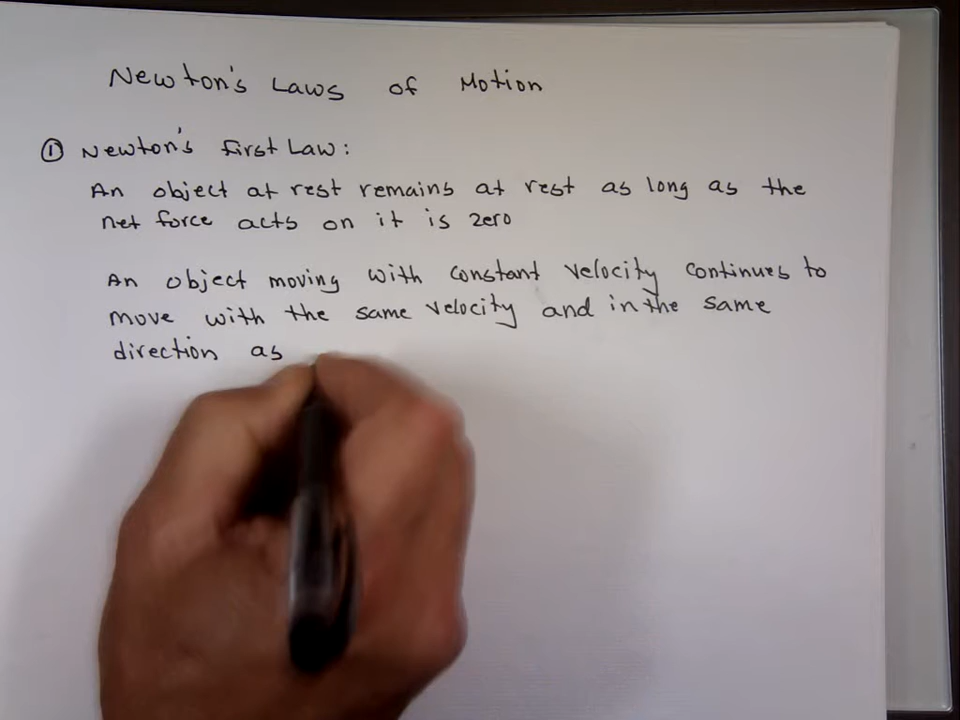 Newton's Laws of Motion
① Newton's First Law:
An object at rest remains at rest as long as the
net force acts on it is zero
An object moving with constant velocity continues to
move with the same velocity and in the same
direction as